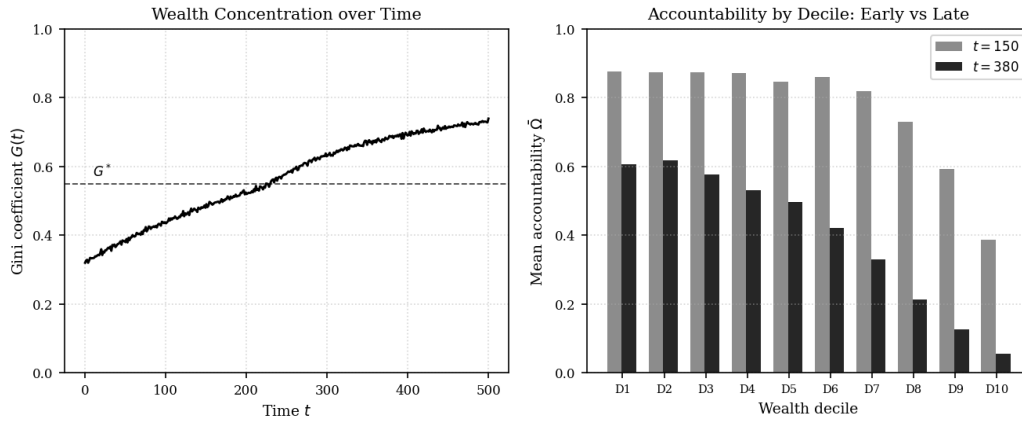 Wealth Concentration over Time
Gini coefficient G(t)
1.0
0.8
0.6
0.4
0.2
0.0
G*
0 100 200 300 400 500
Time t
Accountability by Decile: Early vs Late
Mean accountability Ω̄
1.0
0.8
0.6
0.4
0.2
0.0
t = 150
t = 380
D1 D2 D3 D4 D5 D6 D7 D8 D9 D10
Wealth decile